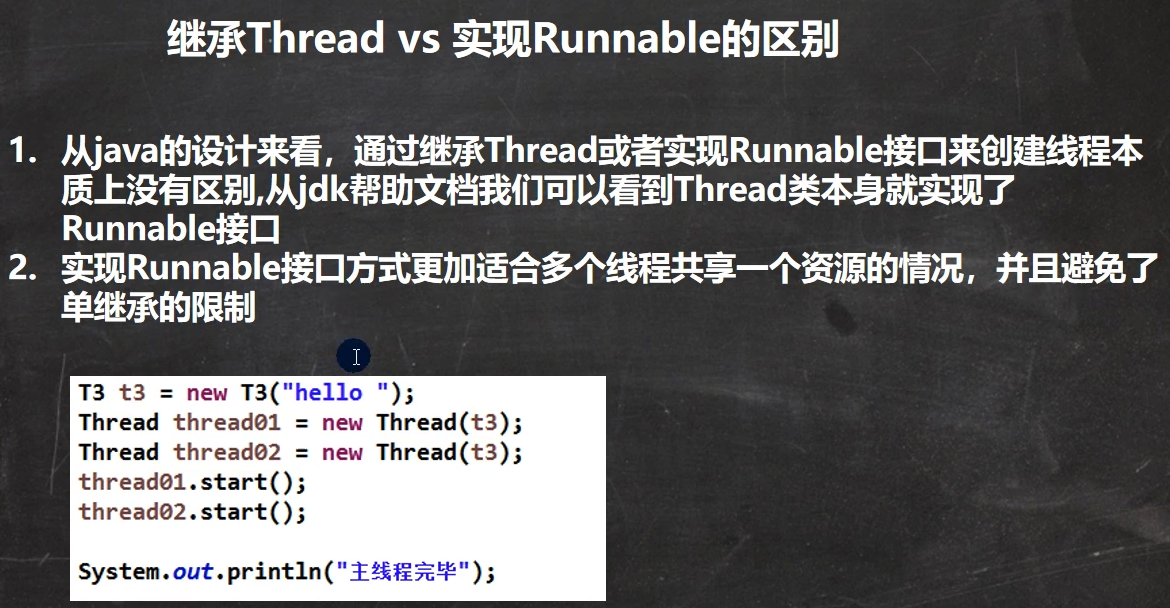 继承Thread vs 实现Runnable的区别
1. 从java的设计来看，通过继承Thread或者实现Runnable接口来创建线程本
质上没有区别,从jdk帮助文档我们可以看到Thread类本身就实现了
Runnable接口
2. 实现Runnable接口方式更加适合多个线程共享一个资源的情况，并且避免了
单继承的限制
T3 t3 = new T3("hello ");
Thread thread01 = new Thread(t3);
Thread thread02 = new Thread(t3);
thread01.start();
thread02.start();
System.out.println("主线程完毕");